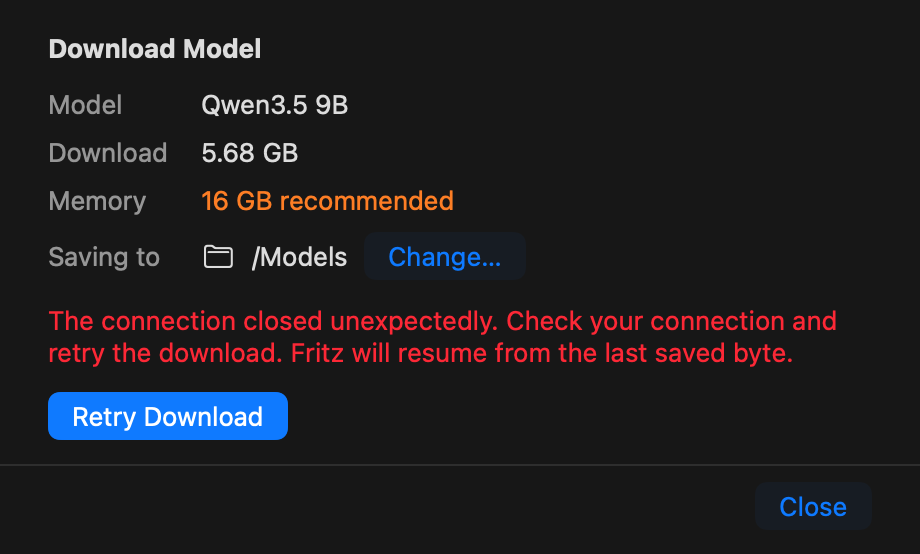 Download Model
Model Qwen3.5 9B
Download 5.68 GB
Memory 16 GB recommended
Saving to /Models Change...
The connection closed unexpectedly. Check your connection and
retry the download. Fritz will resume from the last saved byte.
Retry Download
Close